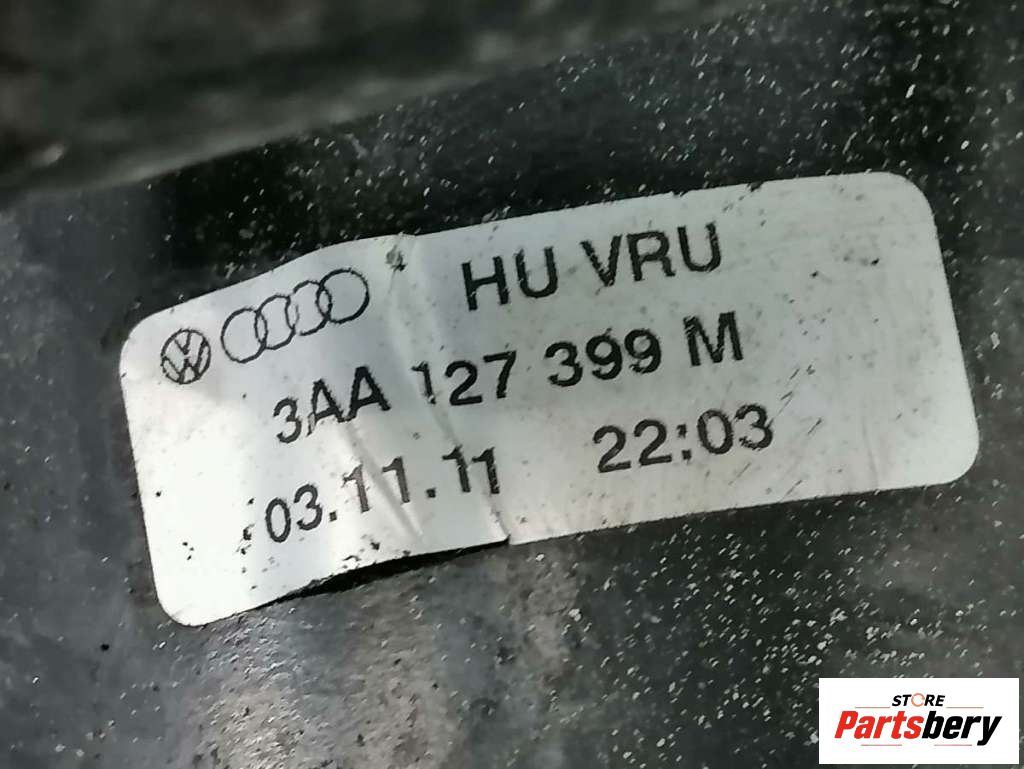 HU VRU
3AA 127 399 M
03.11.11 22:03
STORE
Partsbery